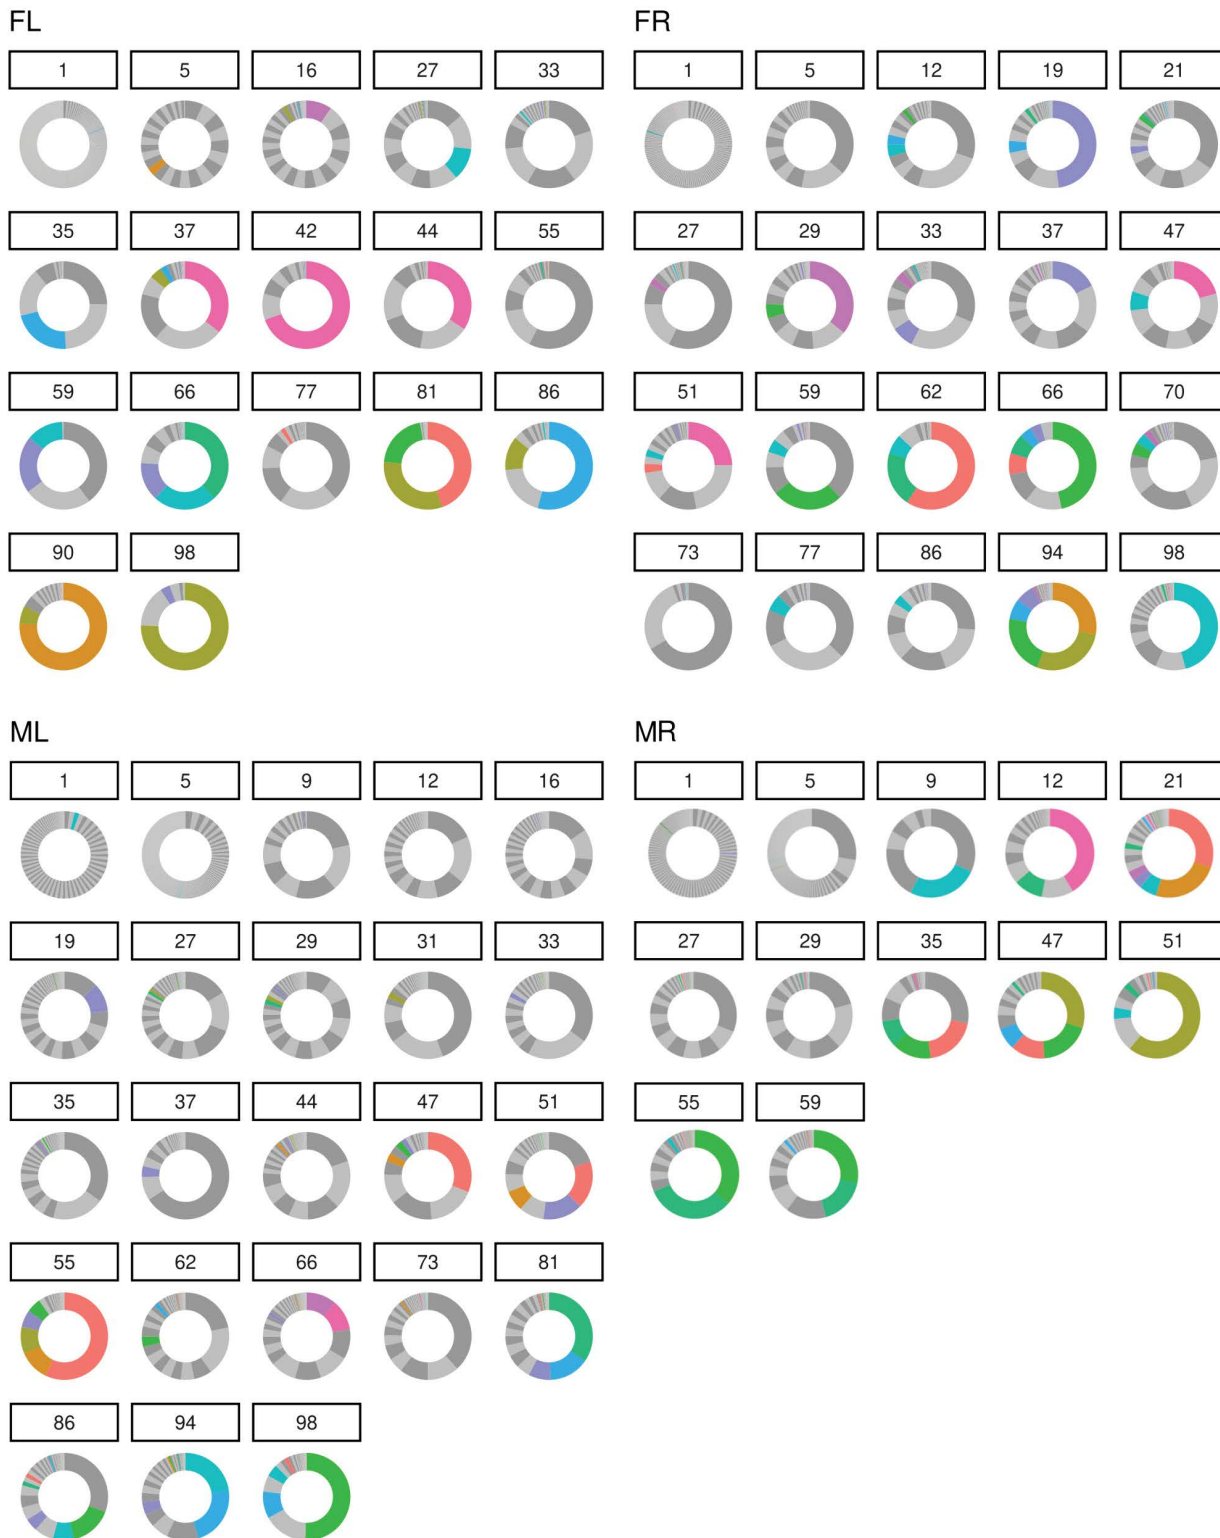 FL
1 5 16 27 33
35 37 42 44 55
59 66 77 81 86
90 98
FR
1 5 12 19 21
27 29 33 37 47
51 59 62 66 70
73 77 86 94 98
ML
1 5 9 12 16
19 27 29 31 33
35 37 44 47 51
55 62 66 73 81
86 94 98
MR
1 5 9 12 21
27 29 35 47 51
55 59